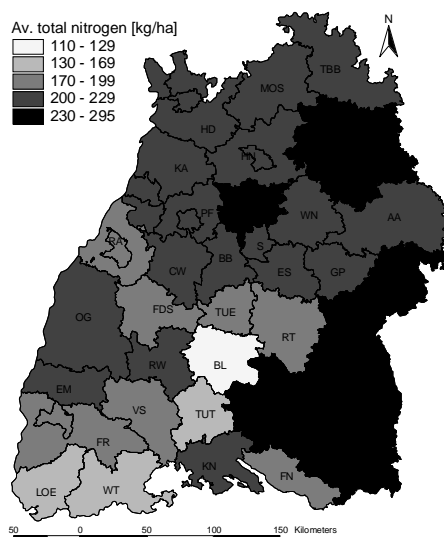 Av. total nitrogen [kg/ha]
110 - 129
130 - 169
170 - 199
200 - 229
230 - 295
N
TBB
MOS
HD
HN
KA
PF
WN
AA
RA
S
CW
BB
ES
GP
FDS
TUE
OG
RT
RW
BL
EM
VS
TUT
FR
KN
FN
LOE
WT
50 0 50 100 150 Kilometers